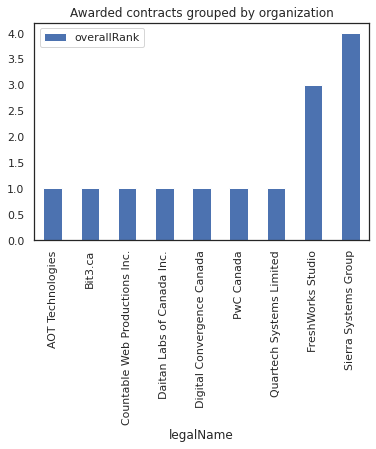 Awarded contracts grouped by organization
overallRank
4.0
3.5
3.0
2.5
2.0
1.5
1.0
0.5
0.0
AOT Technologies
Bit3.ca
Countable Web Productions Inc.
Daitan Labs of Canada Inc.
Digital Convergence Canada
PwC Canada
Quartech Systems Limited
FreshWorks Studio
Sierra Systems Group
legalName